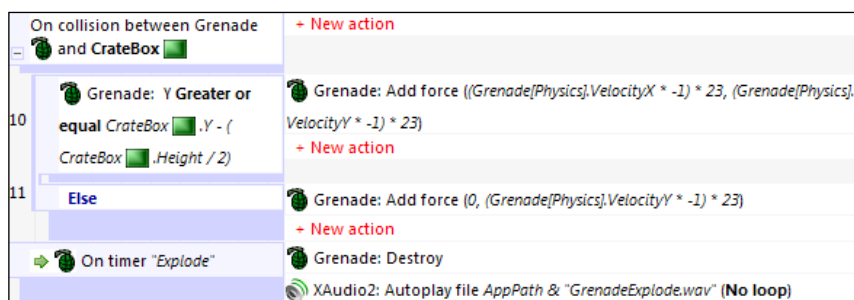 On collision between Grenade
and CrateBox
+ New action
10
Grenade: Y Greater or
equal CrateBox .Y - (
CrateBox .Height / 2)
Grenade: Add force ((Grenade[Physics].VelocityX * -1) * 23, (Grenade[Physics].
VelocityY * -1) * 23)
+ New action
11
Else
Grenade: Add force (0, (Grenade[Physics].VelocityY * -1) * 23)
+ New action
On timer "Explode"
Grenade: Destroy
XAudio2: Autoplay file AppPath & "GrenadeExplode.wav" (No loop)